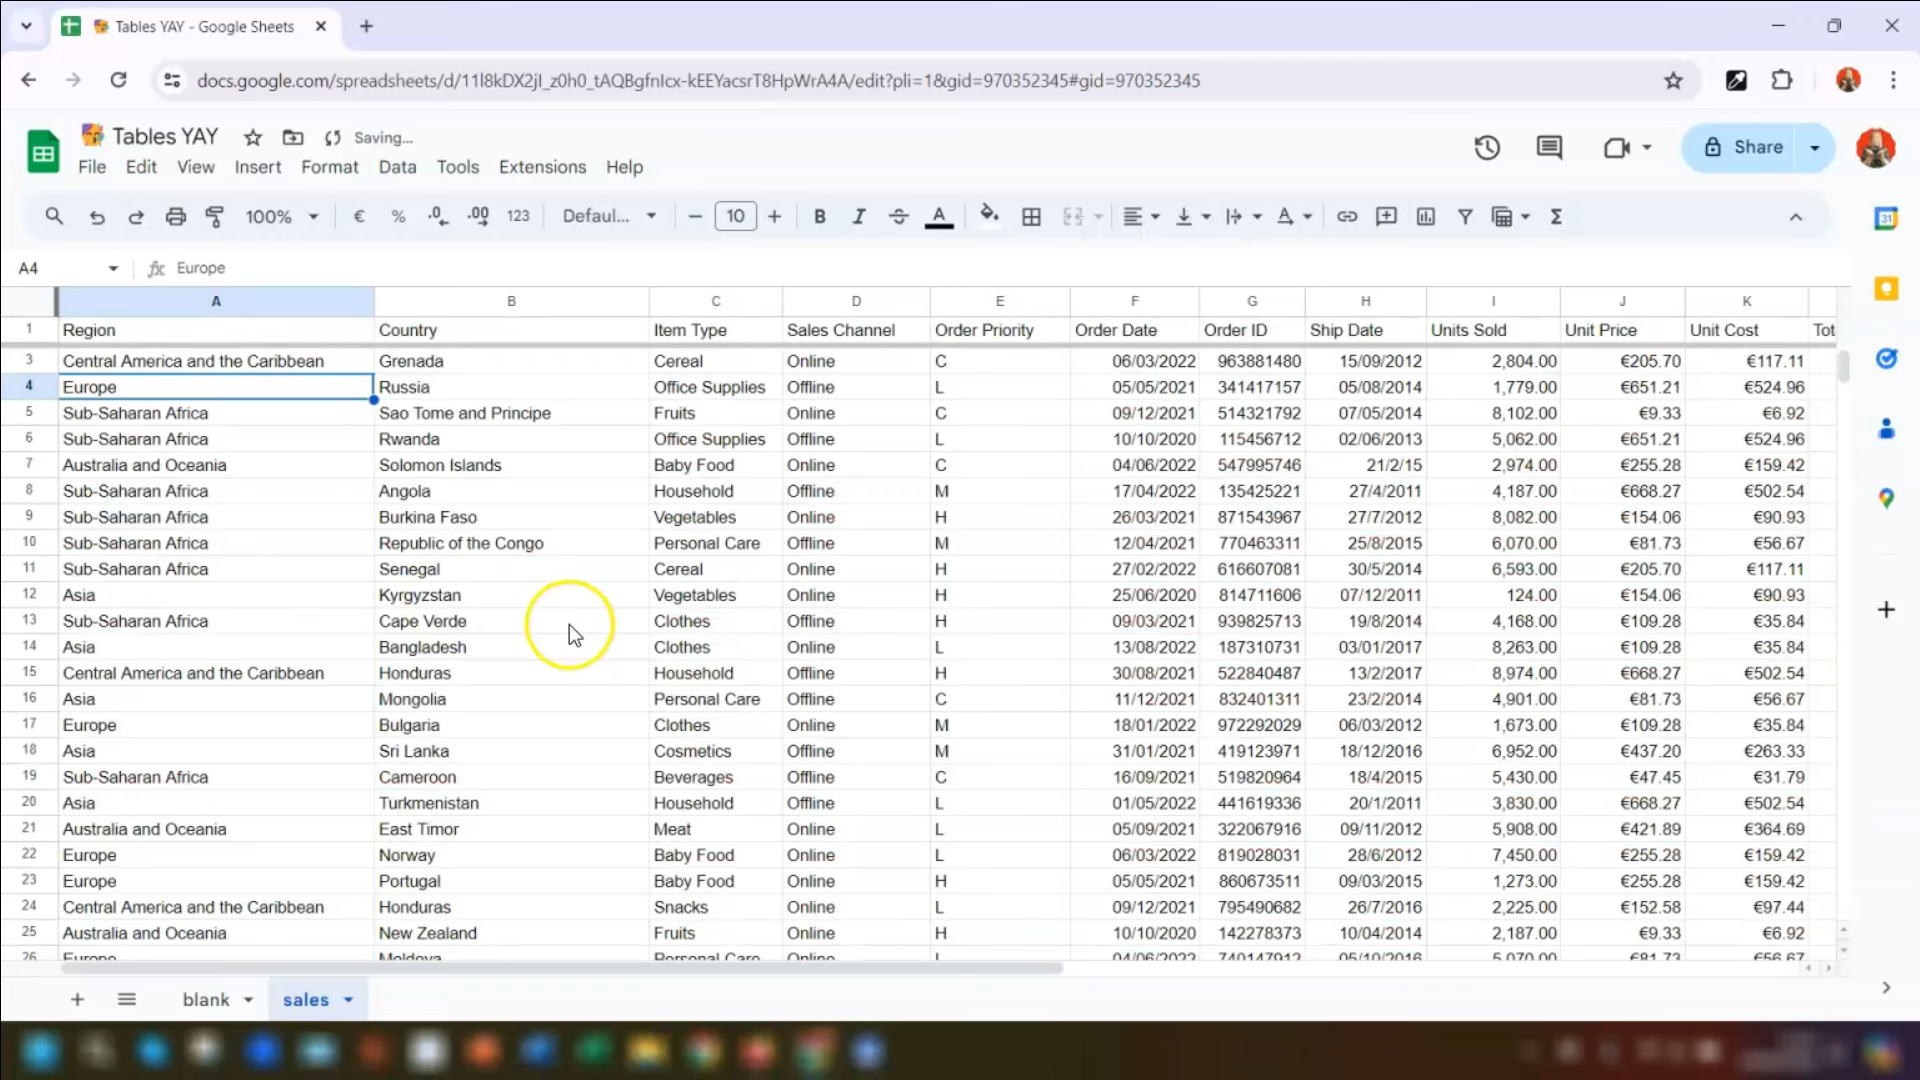 Tables YAY - Google Sheets
docs.google.com/spreadsheets/d/11l8kDX2jI_z0h0_tAQBgfnIcx-kEEYacsrT8HpWrA4A/edit?pli=1&gid=970352345#gid=970352345
Tables YAY Saving...
File Edit View Insert Format Data Tools Extensions Help
Share
100% € % .0 .00 123 Defaul... 10 B I A
31
A4 fx Europe
A B C D E F G H I J K
1 Region Country Item Type Sales Channel Order Priority Order Date Order ID Ship Date Units Sold Unit Price Unit Cost Tot
3 Central America and the Caribbean Grenada Cereal Online C 06/03/2022 963881480 15/09/2012 2,804.00 €205.70 €117.11
4 Europe Russia Office Supplies Offline L 05/05/2021 341417157 05/08/2014 1,779.00 €651.21 €524.96
5 Sub-Saharan Africa Sao Tome and Principe Fruits Online C 09/12/2021 514321792 07/05/2014 8,102.00 €9.33 €6.92
6 Sub-Saharan Africa Rwanda Office Supplies Offline L 10/10/2020 115456712 02/06/2013 5,062.00 €651.21 €524.96
7 Australia and Oceania Solomon Islands Baby Food Online C 04/06/2022 547995746 21/2/15 2,974.00 €255.28 €159.42
8 Sub-Saharan Africa Angola Household Offline M 17/04/2022 135425221 27/4/2011 4,187.00 €668.27 €502.54
9 Sub-Saharan Africa Burkina Faso Vegetables Online H 26/03/2021 871543967 27/7/2012 8,082.00 €154.06 €90.93
10 Sub-Saharan Africa Republic of the Congo Personal Care Offline M 12/04/2021 770463311 25/8/2015 6,070.00 €81.73 €56.67
11 Sub-Saharan Africa Senegal Cereal Online H 27/02/2022 616607081 30/5/2014 6,593.00 €205.70 €117.11
12 Asia Kyrgyzstan Vegetables Online H 25/06/2020 814711606 07/12/2011 124.00 €154.06 €90.93
13 Sub-Saharan Africa Cape Verde Clothes Offline H 09/03/2021 939825713 19/8/2014 4,168.00 €109.28 €35.84
14 Asia Bangladesh Clothes Online L 13/08/2022 187310731 03/01/2017 8,263.00 €109.28 €35.84
15 Central America and the Caribbean Honduras Household Offline H 30/08/2021 522840487 13/2/2017 8,974.00 €668.27 €502.54
16 Asia Mongolia Personal Care Offline C 11/12/2021 832401311 23/2/2014 4,901.00 €81.73 €56.67
17 Europe Bulgaria Clothes Online M 18/01/2022 972292029 06/03/2012 1,673.00 €109.28 €35.84
18 Asia Sri Lanka Cosmetics Offline M 31/01/2021 419123971 18/12/2016 6,952.00 €437.20 €263.33
19 Sub-Saharan Africa Cameroon Beverages Offline C 16/09/2021 519820964 18/4/2015 5,430.00 €47.45 €31.79
20 Asia Turkmenistan Household Offline L 01/05/2022 441619336 20/1/2011 3,830.00 €668.27 €502.54
21 Australia and Oceania East Timor Meat Online L 05/09/2021 322067916 09/11/2012 5,908.00 €421.89 €364.69
22 Europe Norway Baby Food Online L 06/03/2022 819028031 28/6/2012 7,450.00 €255.28 €159.42
23 Europe Portugal Baby Food Online H 05/05/2021 860673511 09/03/2015 1,273.00 €255.28 €159.42
24 Central America and the Caribbean Honduras Snacks Online L 09/12/2021 795490682 26/7/2016 2,225.00 €152.58 €97.44
25 Australia and Oceania New Zealand Fruits Online H 10/10/2020 142278373 10/04/2014 2,187.00 €9.33 €6.92
26 Europe Moldova Personal Care Online L 04/06/2022 740147912 05/10/2016 5,070.00 €81.73 €56.67
blank sales